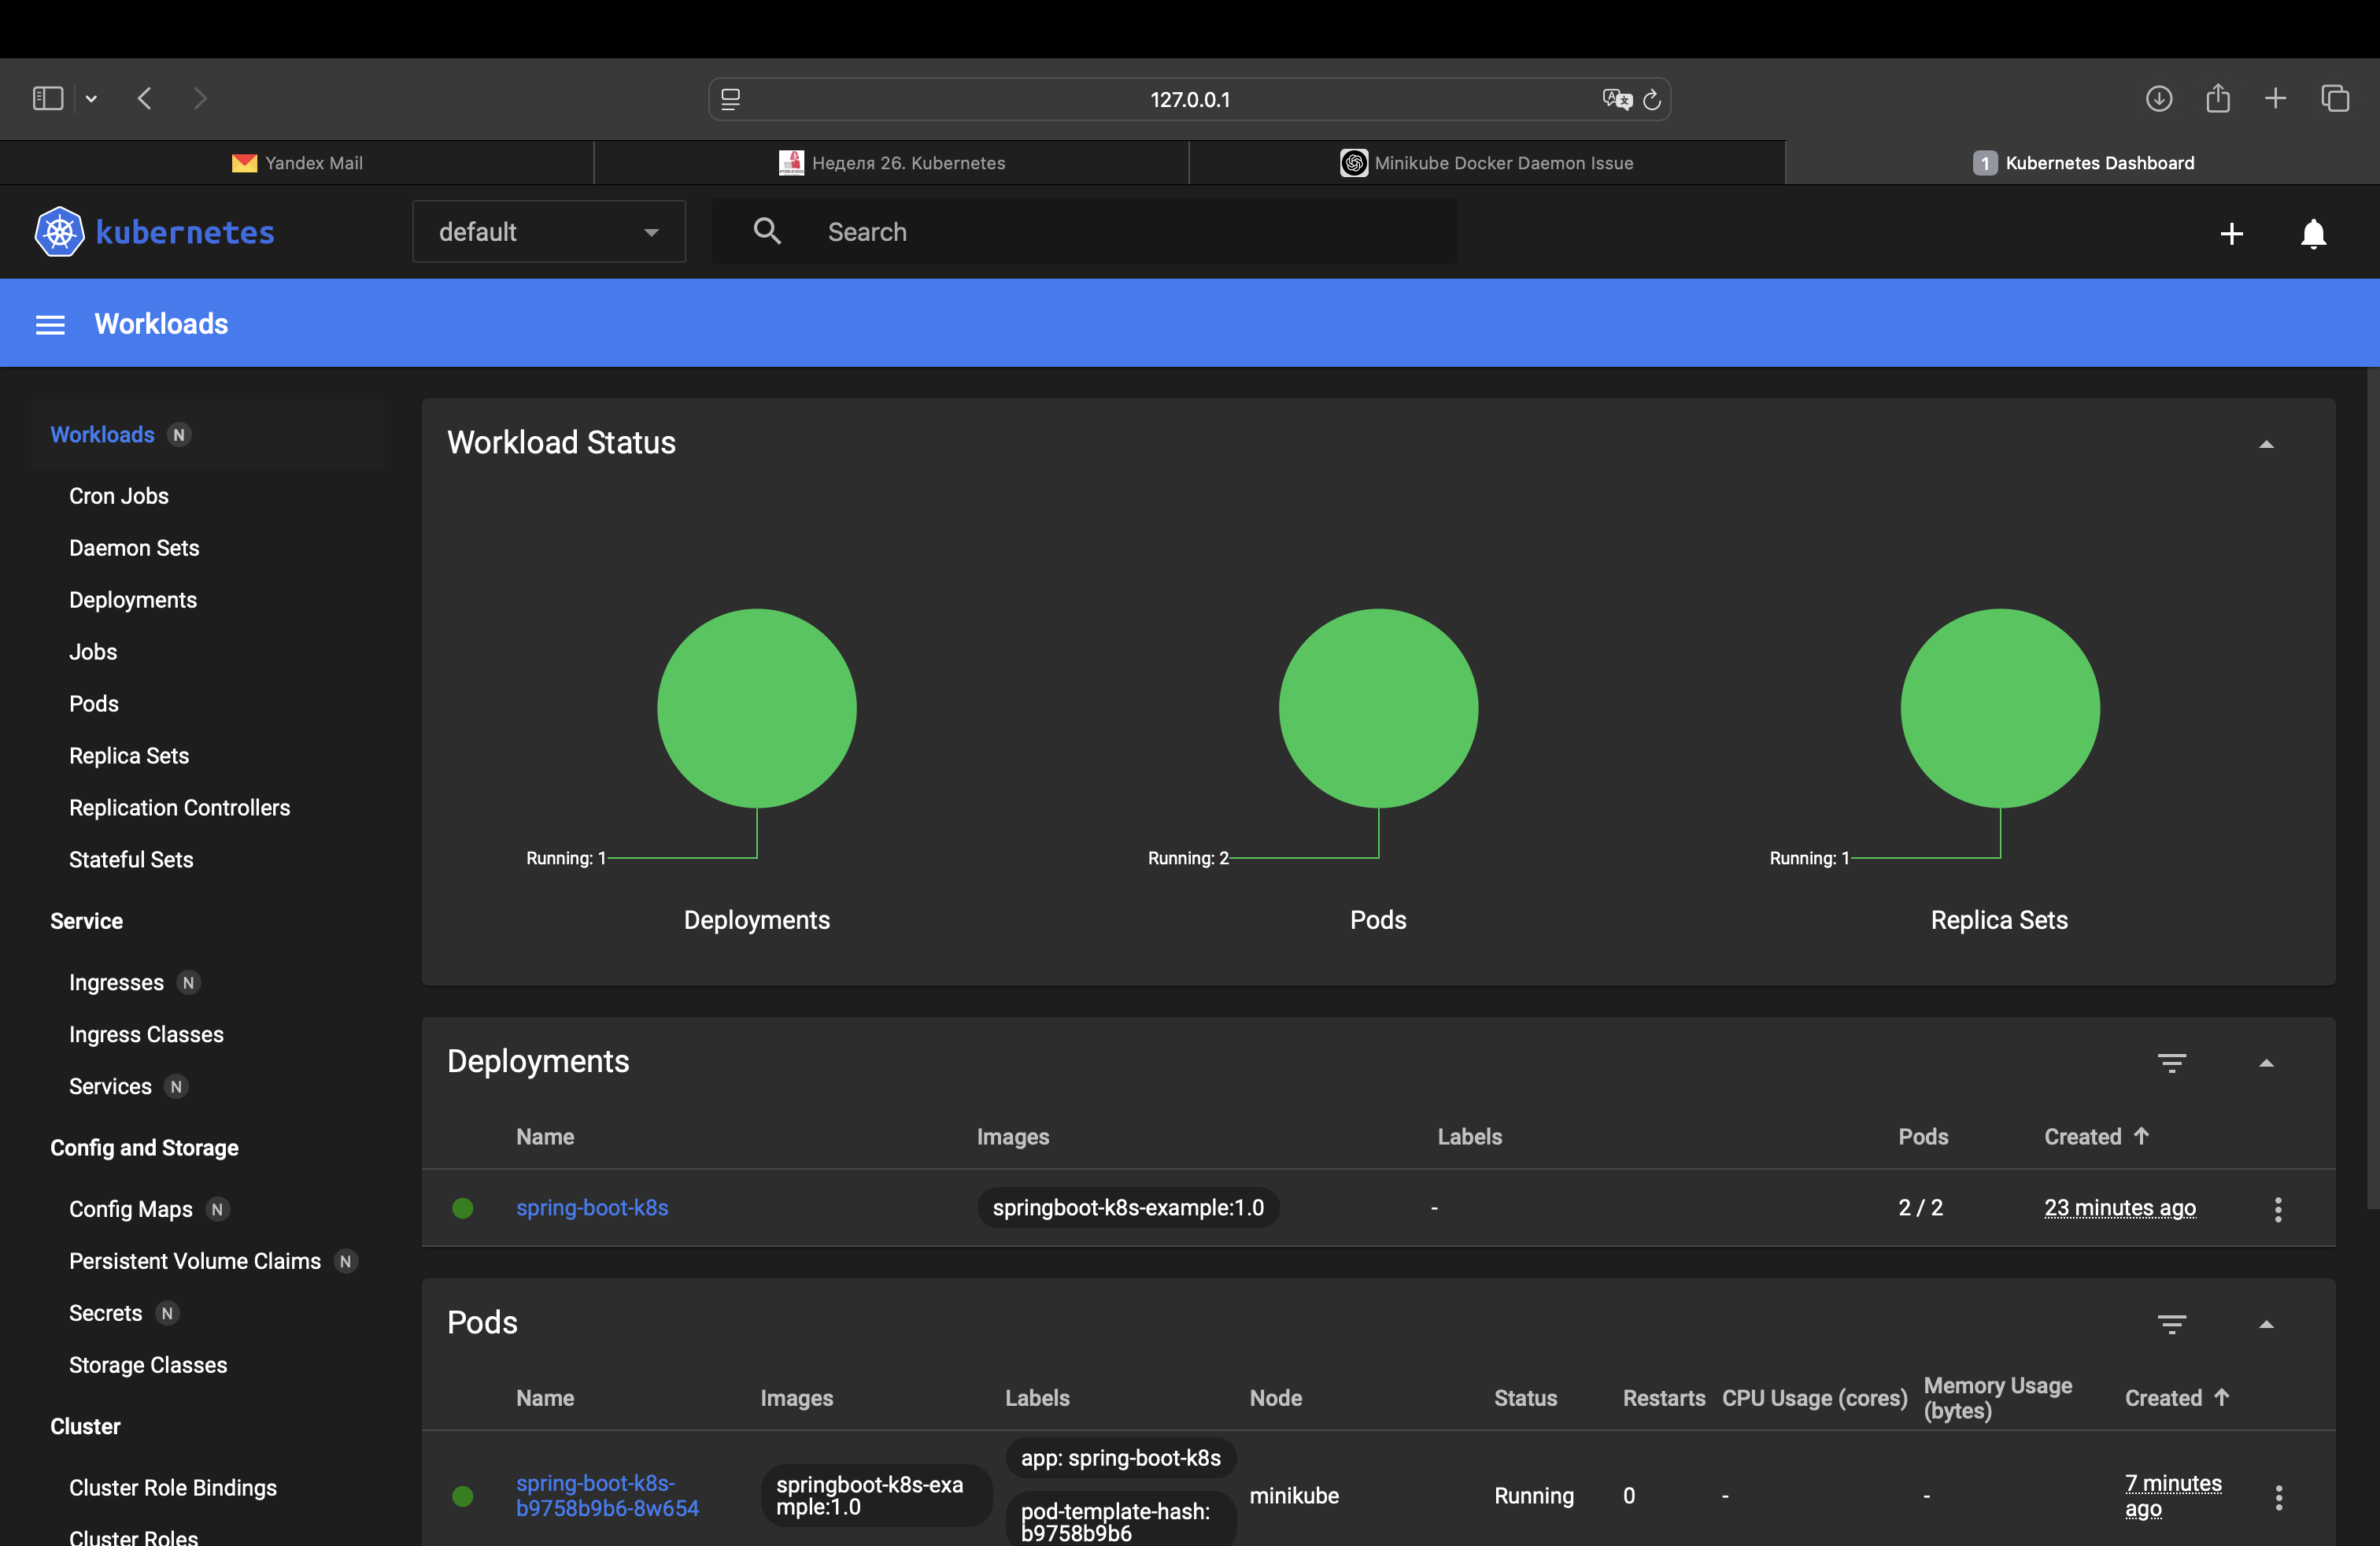 127.0.0.1
Yandex Mail
Неделя 26. Kubernetes
Minikube Docker Daemon Issue
1 Kubernetes Dashboard
kubernetes
default
Search
Workloads
Workloads N
Cron Jobs
Daemon Sets
Deployments
Jobs
Pods
Replica Sets
Replication Controllers
Stateful Sets
Service
Ingresses N
Ingress Classes
Services N
Config and Storage
Config Maps N
Persistent Volume Claims N
Secrets N
Storage Classes
Cluster
Cluster Role Bindings
Cluster Roles
Workload Status
Running: 1
Deployments
Running: 2
Pods
Running: 1
Replica Sets
Deployments
Name Images Labels Pods Created
spring-boot-k8s springboot-k8s-example:1.0 - 2 / 2 23 minutes ago
Pods
Name Images Labels Node Status Restarts CPU Usage (cores) Memory Usage (bytes) Created
spring-boot-k8s-
b9758b9b6-8w654
springboot-k8s-exa
mple:1.0
app: spring-boot-k8s
pod-template-hash:
b9758b9b6
minikube
Running
0
-
-
7 minutes
ago